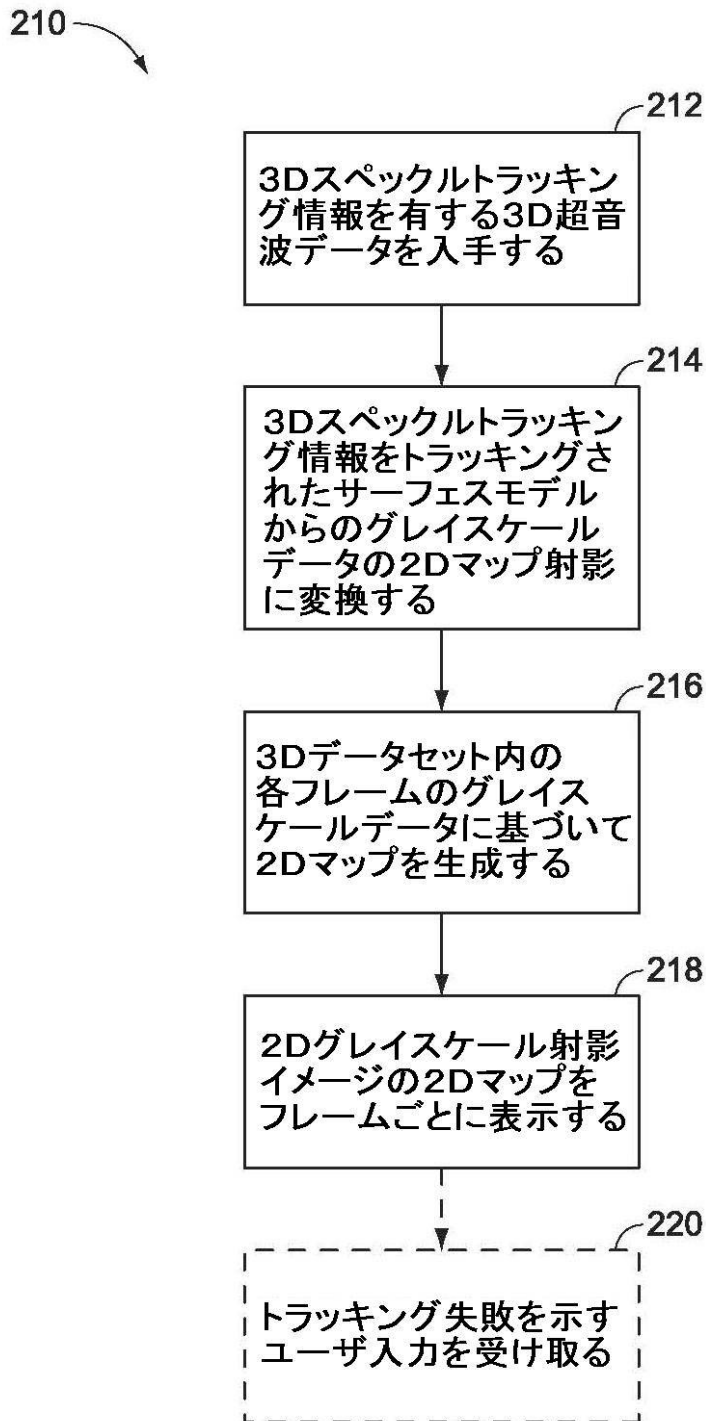 210
212
3Dスペックルトラッキン
グ情報を有する3D超音
波データを入手する
214
3Dスペックルトラッキン
グ情報をトラッキングさ
れたサーフェスモデル
からのグレイスケール
データの2Dマップ射影
に変換する
216
3Dデータセット内の
各フレームのグレイス
ケールデータに基づいて
2Dマップを生成する
218
2Dグレイスケール射影
イメージの2Dマップを
フレームごとに表示する
220
トラッキング失敗を示す
ユーザ入力を受け取る